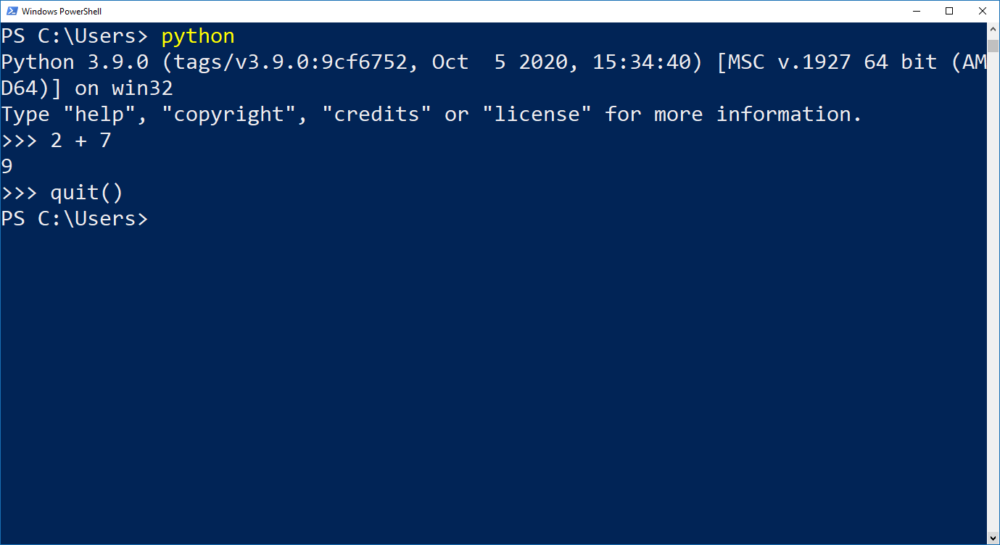 Windows PowerShell
PS C:\Users> python
Python 3.9.0 (tags/v3.9.0:9cf6752, Oct  5 2020, 15:34:40) [MSC v.1927 64 bit (AM
D64)] on win32
Type "help", "copyright", "credits" or "license" for more information.
>>> 2 + 7
9
>>> quit()
PS C:\Users>